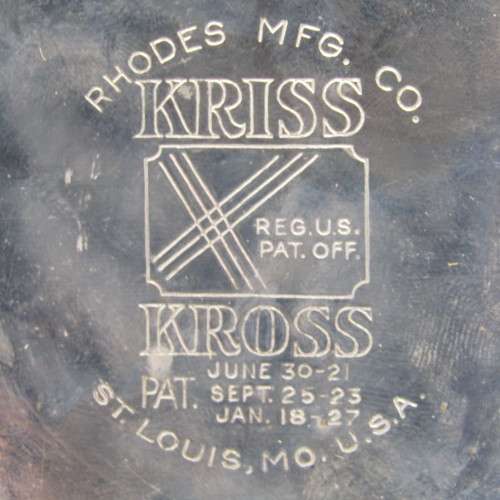 RHODES MFG. CO.
KRISS
REG. U.S.
PAT. OFF.
KROSS
PAT. JUNE 30-21
SEPT. 25-23
JAN. 18-27
ST. LOUIS, MO. U.S.A.